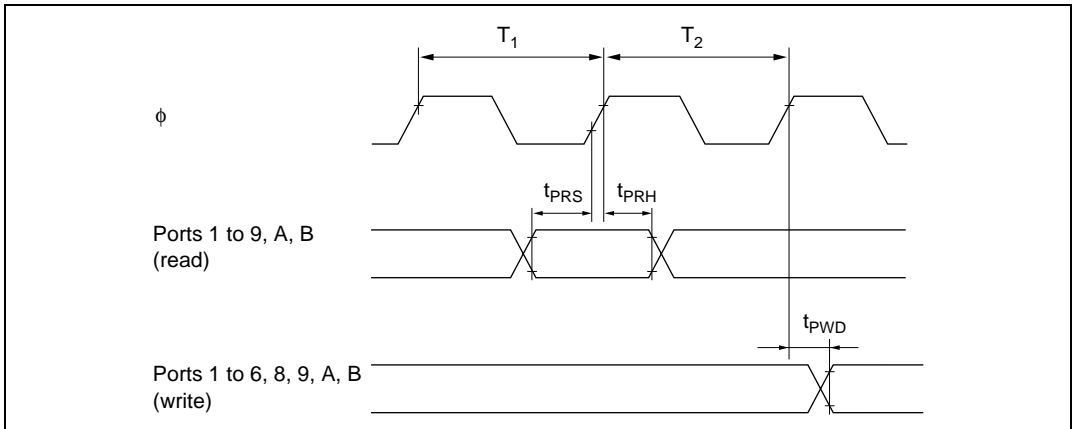 T1
T2
ϕ
tPRS
tPRH
Ports 1 to 9, A, B
(read)
tPWD
Ports 1 to 6, 8, 9, A, B
(write)